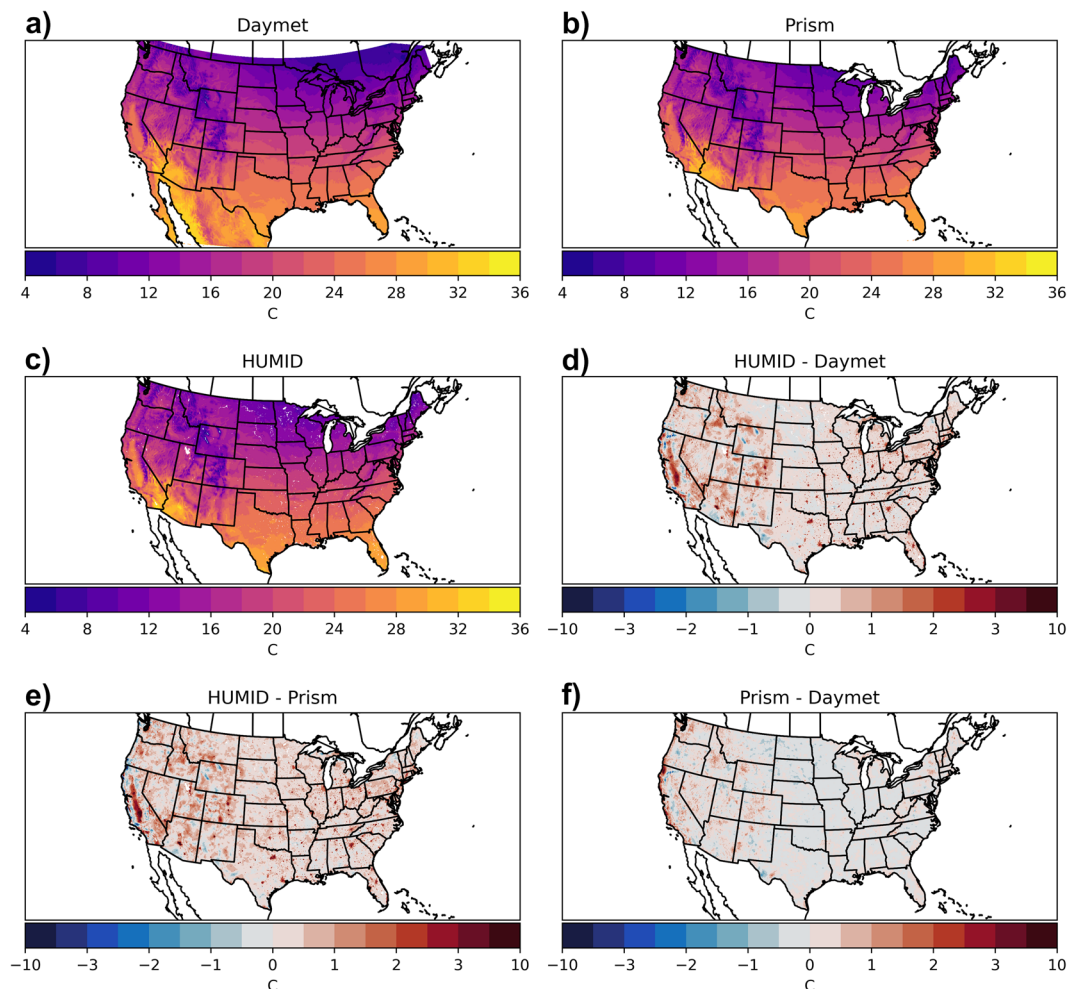 a) Daymet
b) Prism
4 8 12 16 20 24 28 32 36
C
4 8 12 16 20 24 28 32 36
C
c) HUMID
d) HUMID - Daymet
4 8 12 16 20 24 28 32 36
C
−10 −3 −2 −1 0 1 2 3 10
C
e) HUMID - Prism
f) Prism - Daymet
−10 −3 −2 −1 0 1 2 3 10
C
−10 −3 −2 −1 0 1 2 3 10
C